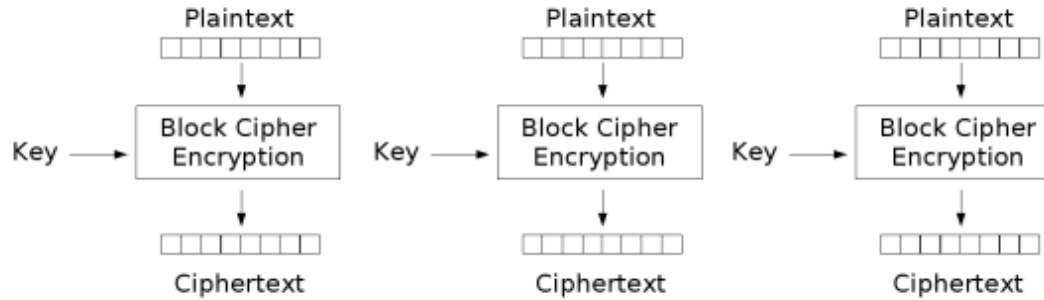 Plaintext Plaintext Plaintext
Key Block Cipher Encryption Key Block Cipher Encryption Key Block Cipher Encryption
Ciphertext Ciphertext Ciphertext